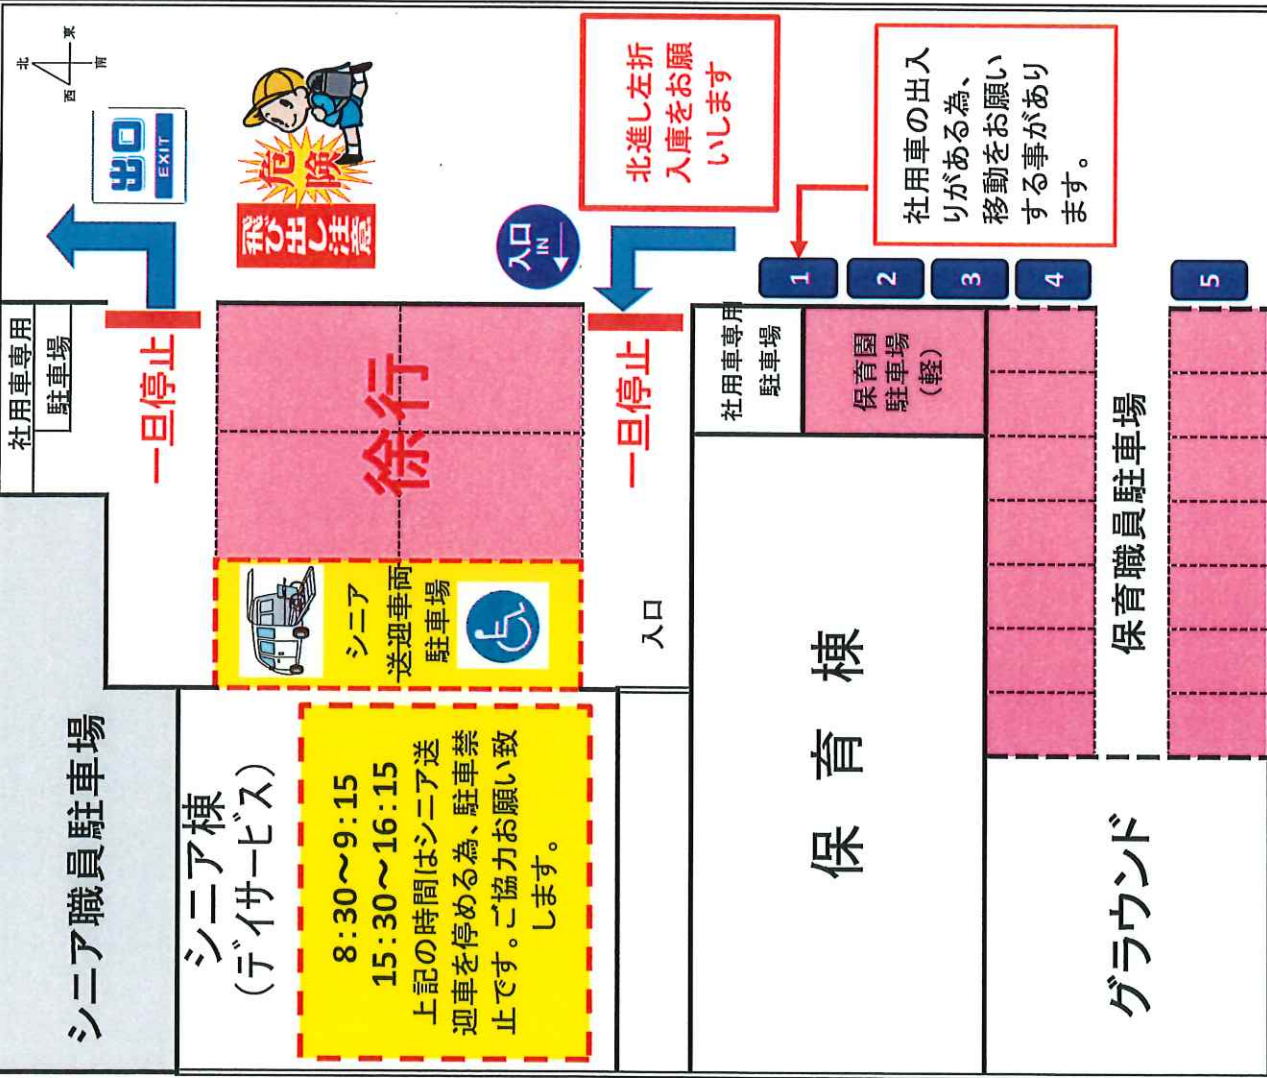 北
東
西
南
出口
EXIT
危
険
飛び出し
注意
北進し左折
入庫をお願
いします
社用車の出入
りがある為、
移動をお願い
する事があり
ます。
入口
IN
1
2
3
4
5
社用車専用
駐車場
一旦停止
徐行
一旦停止
社用車専用
駐車場
保育園
駐車場
(軽)
シニア
送迎車両
駐車場
入口
保育職員駐車場
シニア職員駐車場
シニア棟
(デイサービス)
8:30～9:15
15:30～16:15
上記の時間はシニア送
迎車を停める為、駐車禁
止です。ご協力お願い致
します。
保育棟
グラウンド